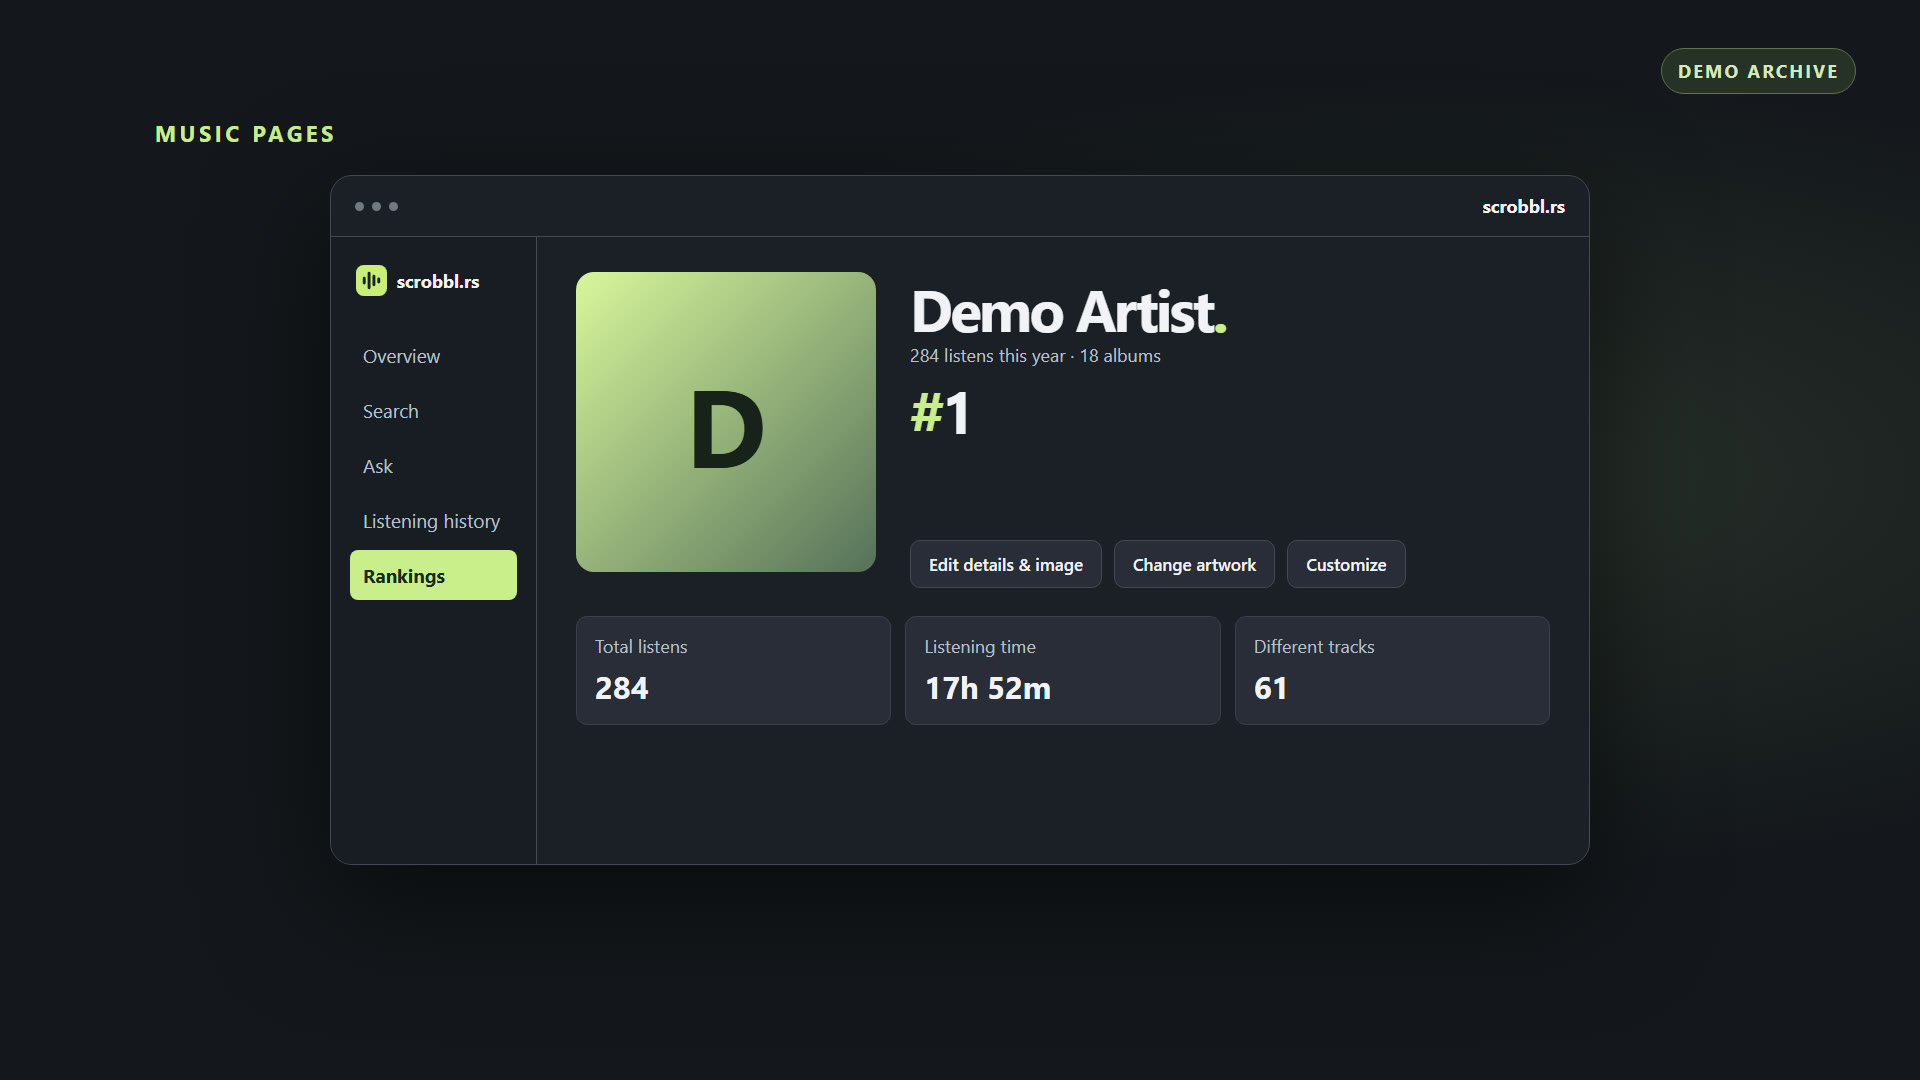 DEMO ARCHIVE
MUSIC PAGES
scrobbl.rs
scrobbl.rs
Overview
Search
Ask
Listening history
Rankings
D
Demo Artist.
284 listens this year · 18 albums
#1
Edit details & image
Change artwork
Customize
Total listens
284
Listening time
17h 52m
Different tracks
61